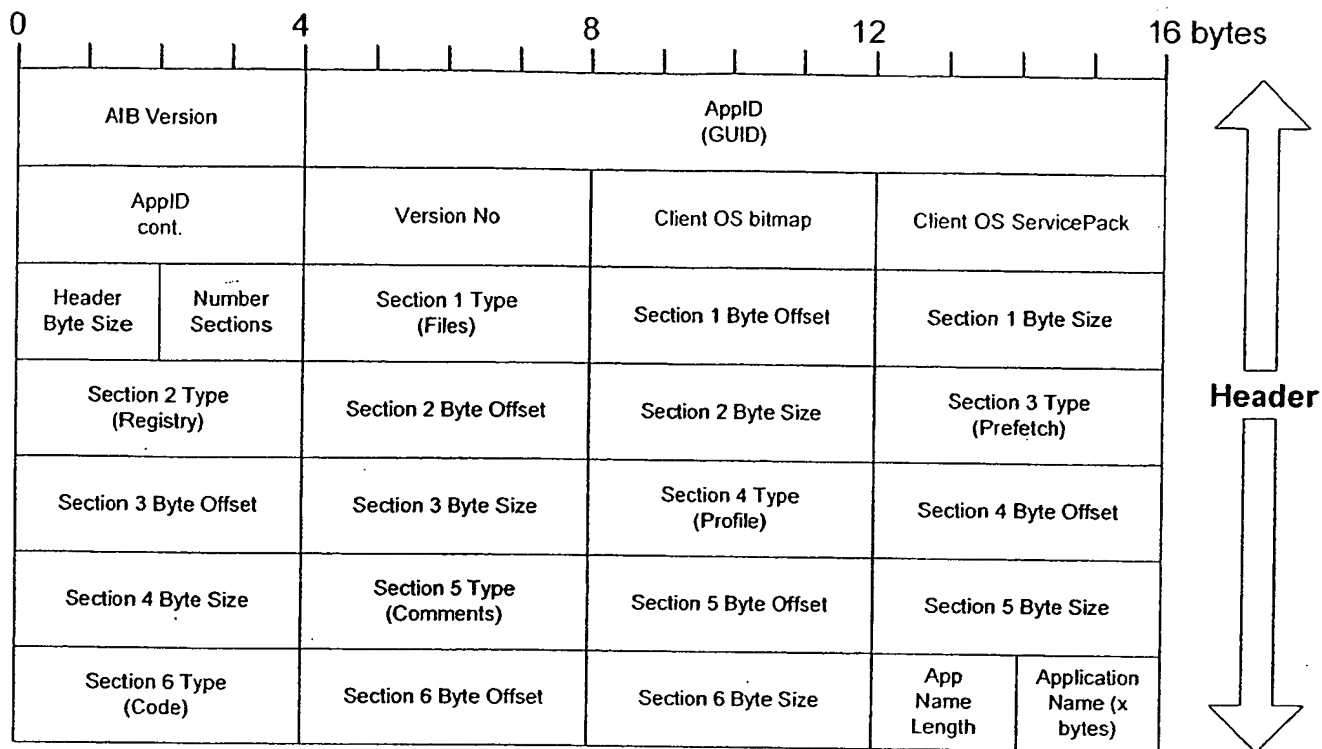 0 4 8 12 16 bytes
AIB Version
AppID
(GUID)
AppID
cont.
Version No
Client OS bitmap
Client OS ServicePack
Header
Byte Size
Number
Sections
Section 1 Type
(Files)
Section 1 Byte Offset
Section 1 Byte Size
Section 2 Type
(Registry)
Section 2 Byte Offset
Section 2 Byte Size
Section 3 Type
(Prefetch)
Header
Section 3 Byte Offset
Section 3 Byte Size
Section 4 Type
(Profile)
Section 4 Byte Offset
Section 4 Byte Size
Section 5 Type
(Comments)
Section 5 Byte Offset
Section 5 Byte Size
Section 6 Type
(Code)
Section 6 Byte Offset
Section 6 Byte Size
App
Name
Length
Application
Name (x
bytes)